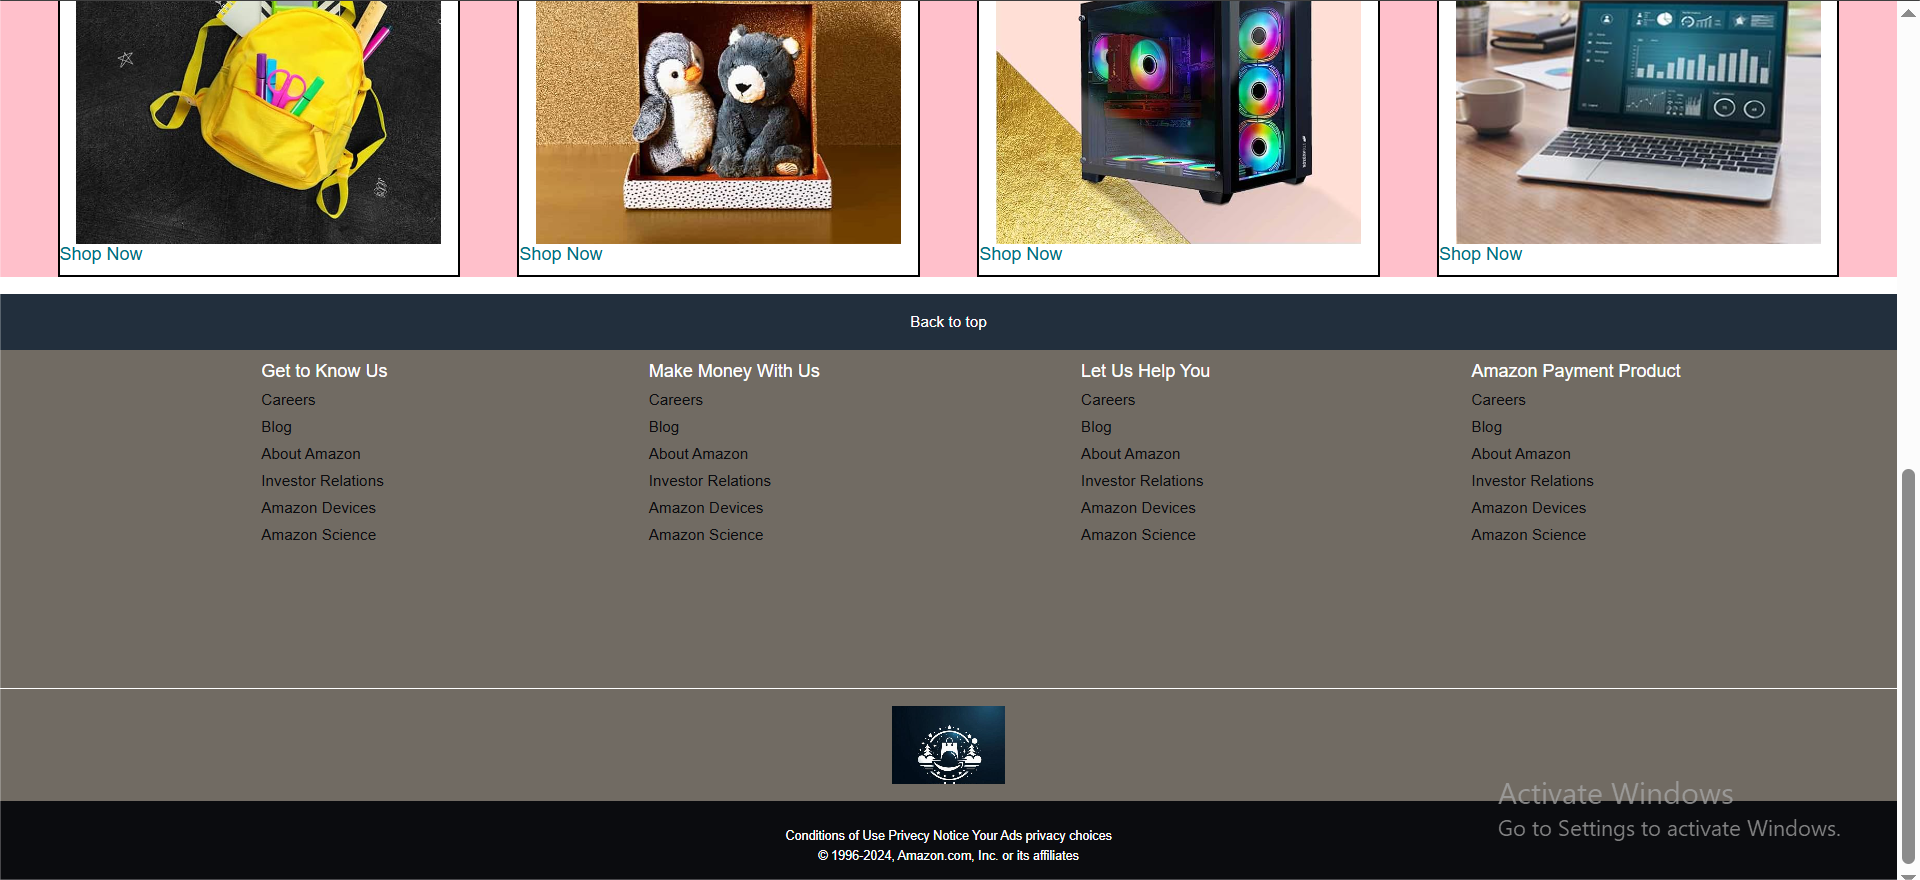 Shop Now
Shop Now
Shop Now
Shop Now
Back to top
Get to Know Us
Careers
Blog
About Amazon
Investor Relations
Amazon Devices
Amazon Science
Make Money With Us
Careers
Blog
About Amazon
Investor Relations
Amazon Devices
Amazon Science
Let Us Help You
Careers
Blog
About Amazon
Investor Relations
Amazon Devices
Amazon Science
Amazon Payment Product
Careers
Blog
About Amazon
Investor Relations
Amazon Devices
Amazon Science
Activate Windows
Go to Settings to activate Windows.
Conditions of Use Privecy Notice Your Ads privacy choices
© 1996-2024, Amazon.com, Inc. or its affiliates